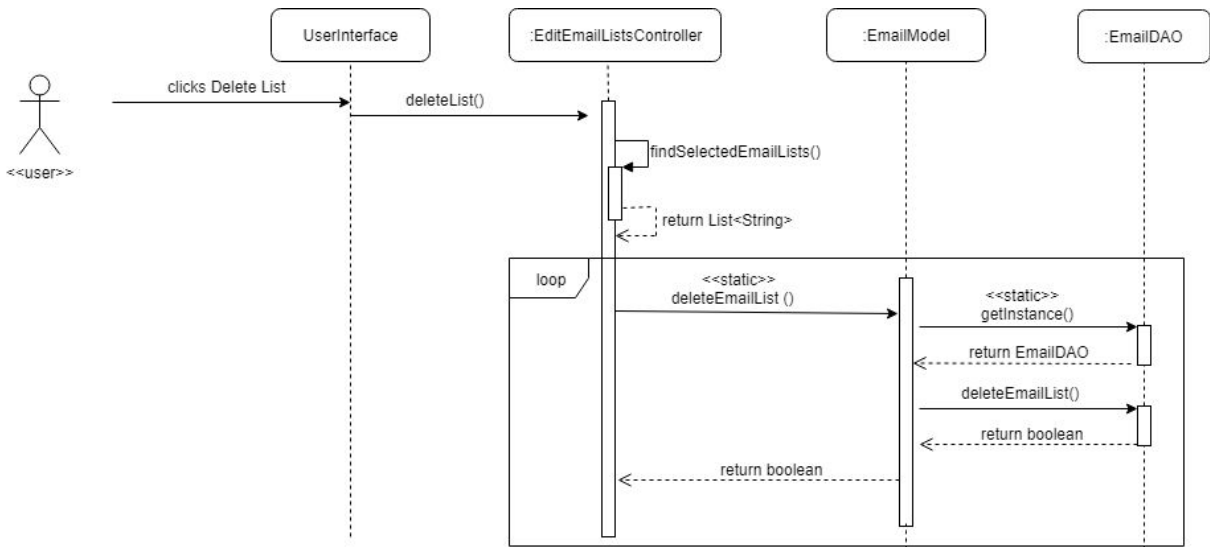 UserInterface
:EditEmailListsController
:EmailModel
:EmailDAO
clicks Delete List
deleteList()
<<user>>
findSelectedEmailLists()
return List<String>
loop
<<static>>
deleteEmailList ()
<<static>>
getInstance()
return EmailDAO
deleteEmailList()
return boolean
return boolean